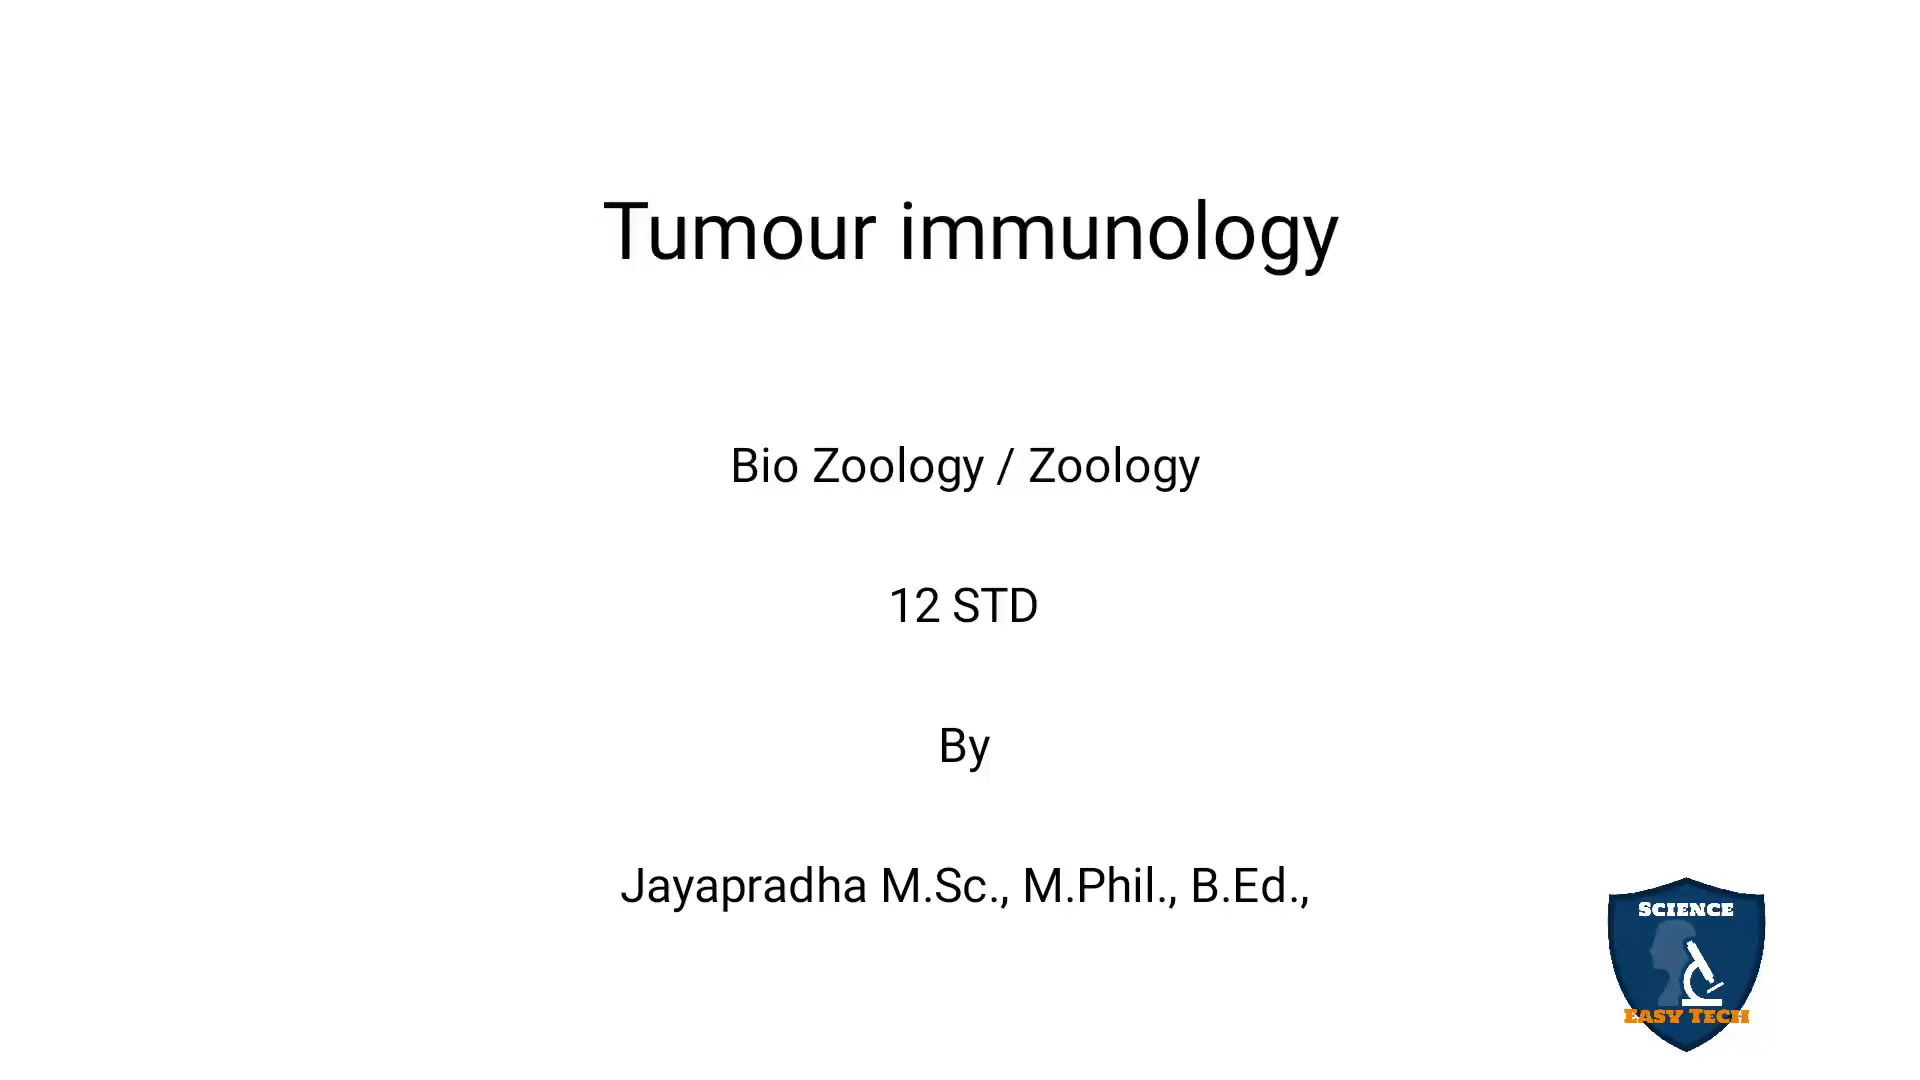 Tumour immunology
Bio Zoology / Zoology
12 STD
By
Jayapradha M.Sc., M.Phil., B.Ed.,
SCIENCE
EASY TECH